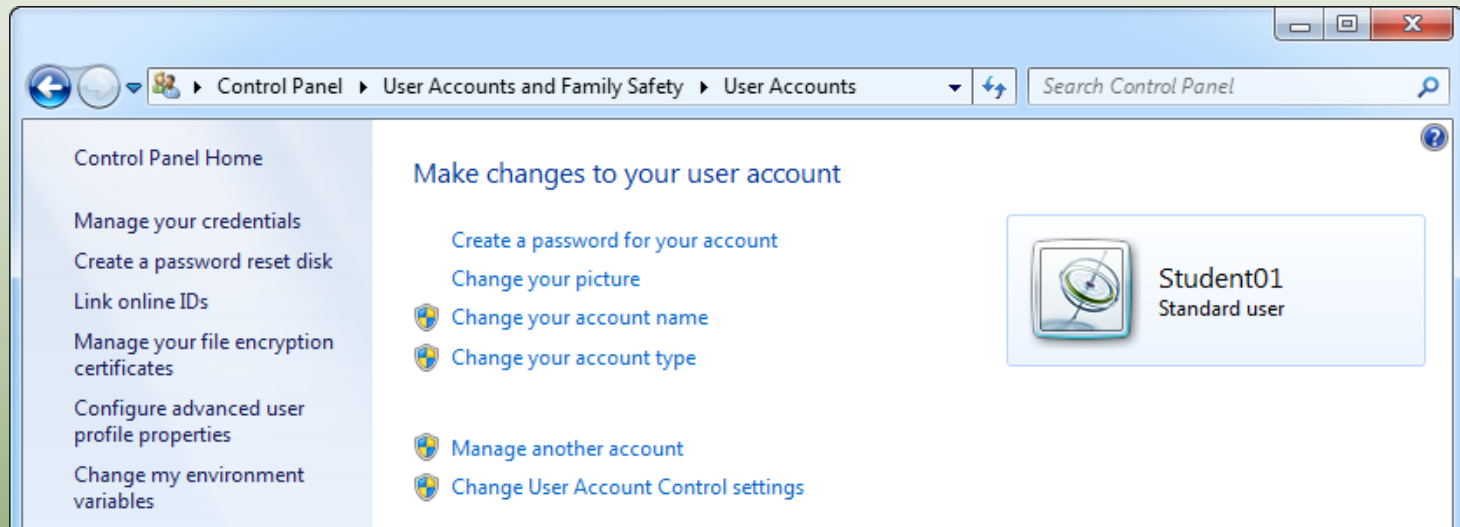 Control Panel ▸ User Accounts and Family Safety ▸ User Accounts
Search Control Panel
Control Panel Home
Manage your credentials
Create a password reset disk
Link online IDs
Manage your file encryption
certificates
Configure advanced user
profile properties
Change my environment
variables
Make changes to your user account
Create a password for your account
Change your picture
Change your account name
Change your account type
Manage another account
Change User Account Control settings
Student01
Standard user